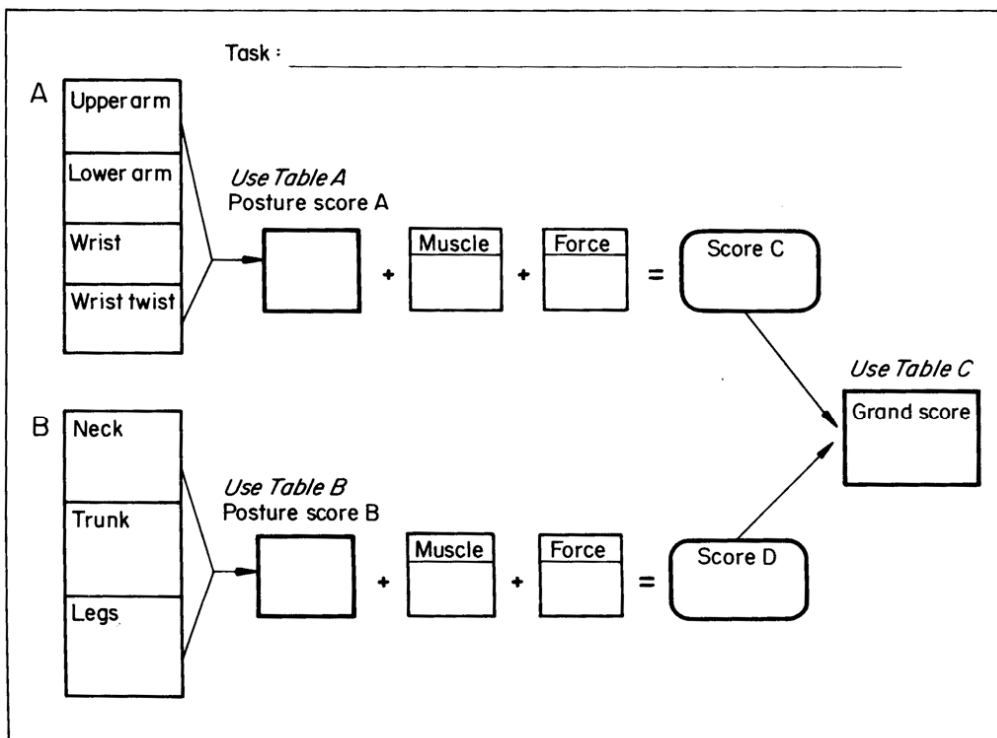 Task :
A
Upper arm
Lower arm
Wrist
Wrist twist
Use Table A
Posture score A
+
Muscle
+
Force
=
Score C
Use Table C
Grand score
B
Neck
Trunk
Legs
Use Table B
Posture score B
+
Muscle
+
Force
=
Score D